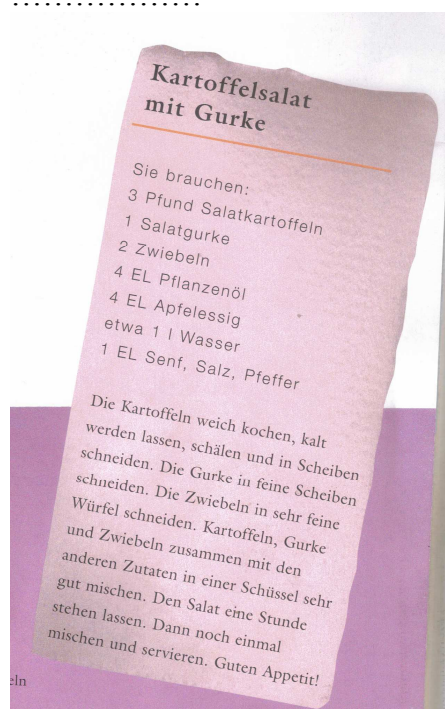 Kartoffelsalat
mit Gurke
Sie brauchen:
3 Pfund Salatkartoffeln
1 Salatgurke
2 Zwiebeln
4 EL Pflanzenöl
4 EL Apfelessig
etwa 1 l Wasser
1 EL Senf, Salz, Pfeffer
Die Kartoffeln weich kochen, kalt
werden lassen, schälen und in Scheiben
schneiden. Die Gurke in feine Scheiben
schneiden. Die Zwiebeln in sehr feine
Würfel schneiden. Kartoffeln, Gurke
und Zwiebeln zusammen mit den
anderen Zutaten in einer Schüssel sehr
gut mischen. Den Salat eine Stunde
stehen lassen. Dann noch einmal
mischen und servieren. Guten Appetit!
eln